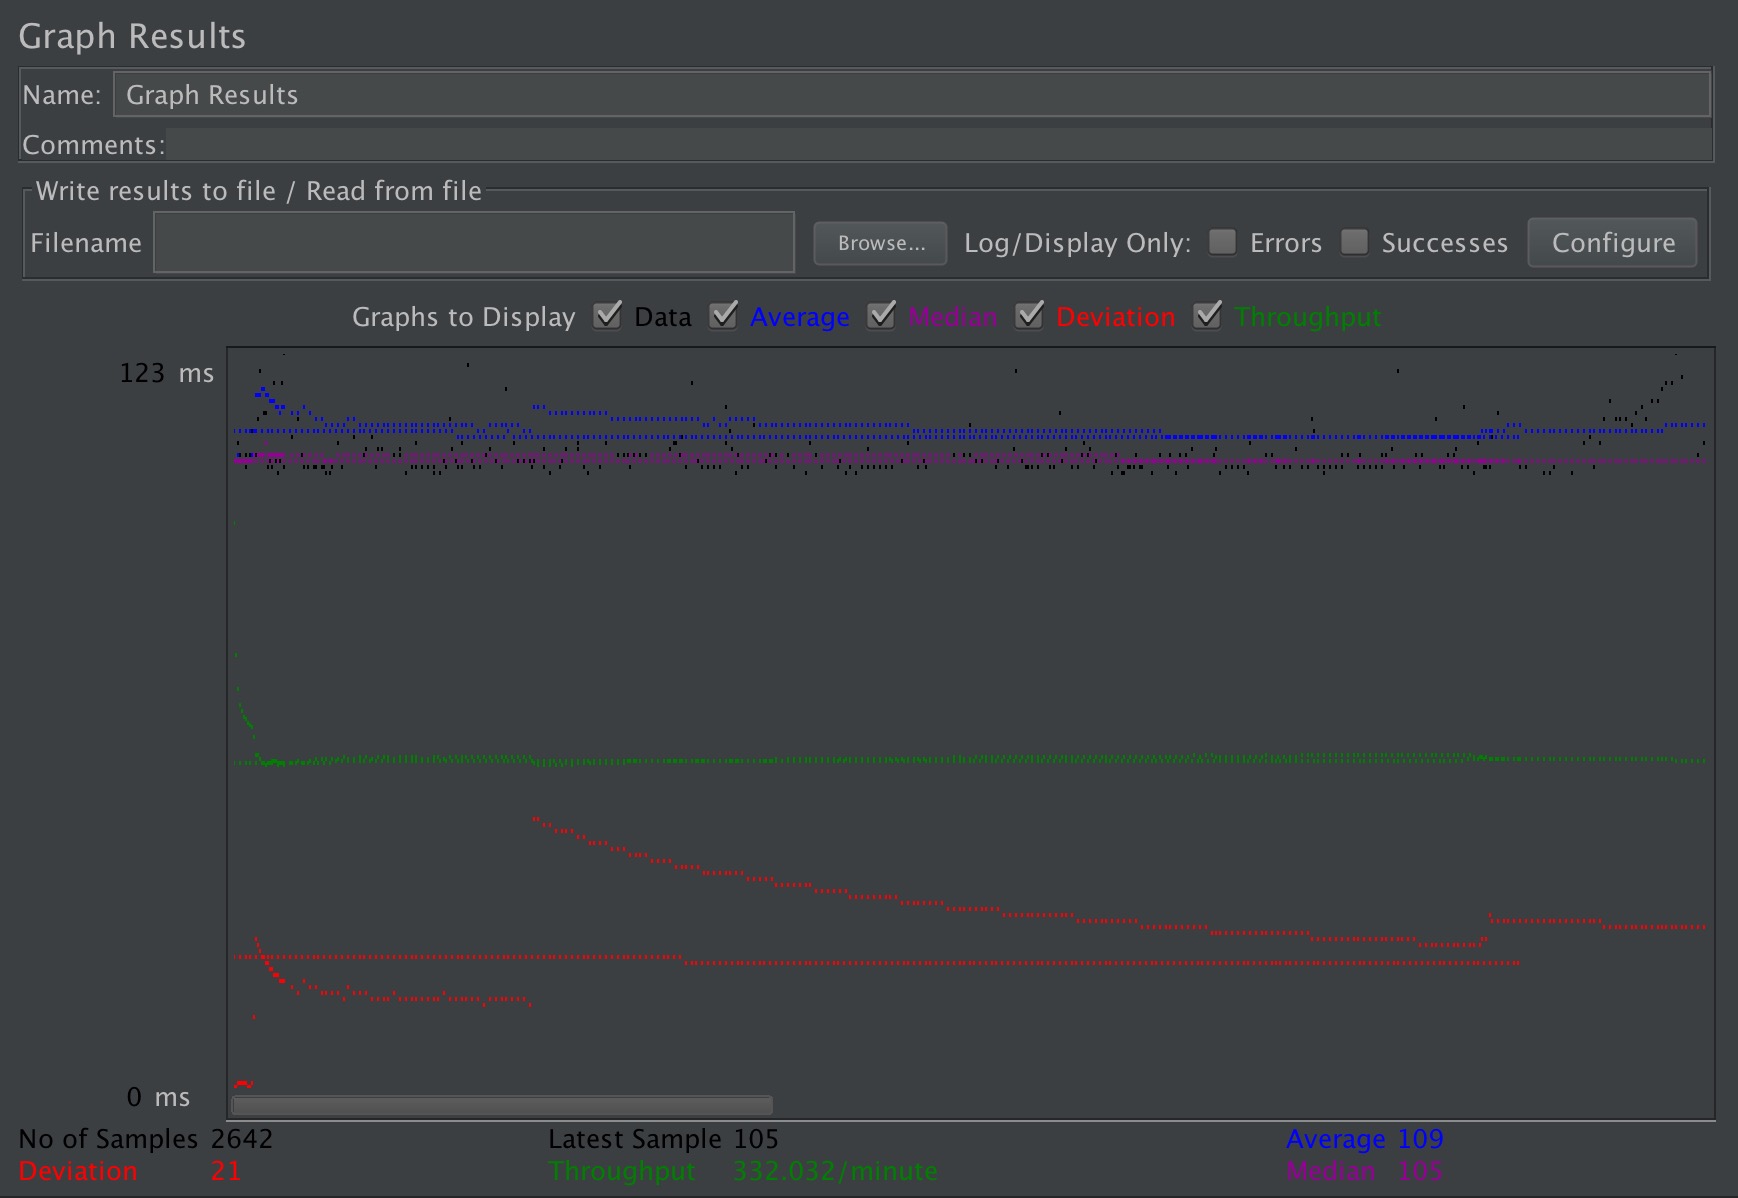 Graph Results
Name: Graph Results
Comments:
Write results to file / Read from file
Filename Browse... Log/Display Only: Errors Successes Configure
Graphs to Display Data Average Median Deviation Throughput
123 ms
0 ms
No of Samples 2642 Latest Sample 105 Average 109
Deviation 21 Throughput 332.032/minute Median 105